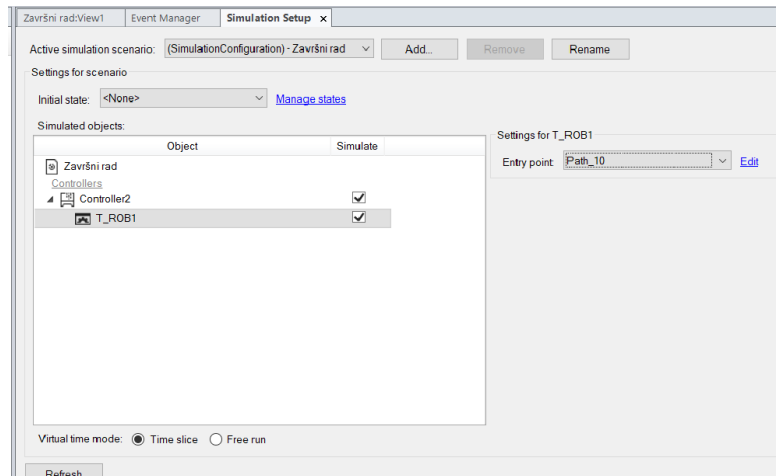 Završni rad:View1 Event Manager Simulation Setup x
Active simulation scenario: (SimulationConfiguration) - Završni rad Add... Remove Rename
Settings for scenario
Initial state: <None> Manage states
Simulated objects:
Object Simulate
Završni rad
Controllers
Controller2
T_ROB1
Settings for T_ROB1
Entry point: Path_10 Edit
Virtual time mode: Time slice Free run
Refresh